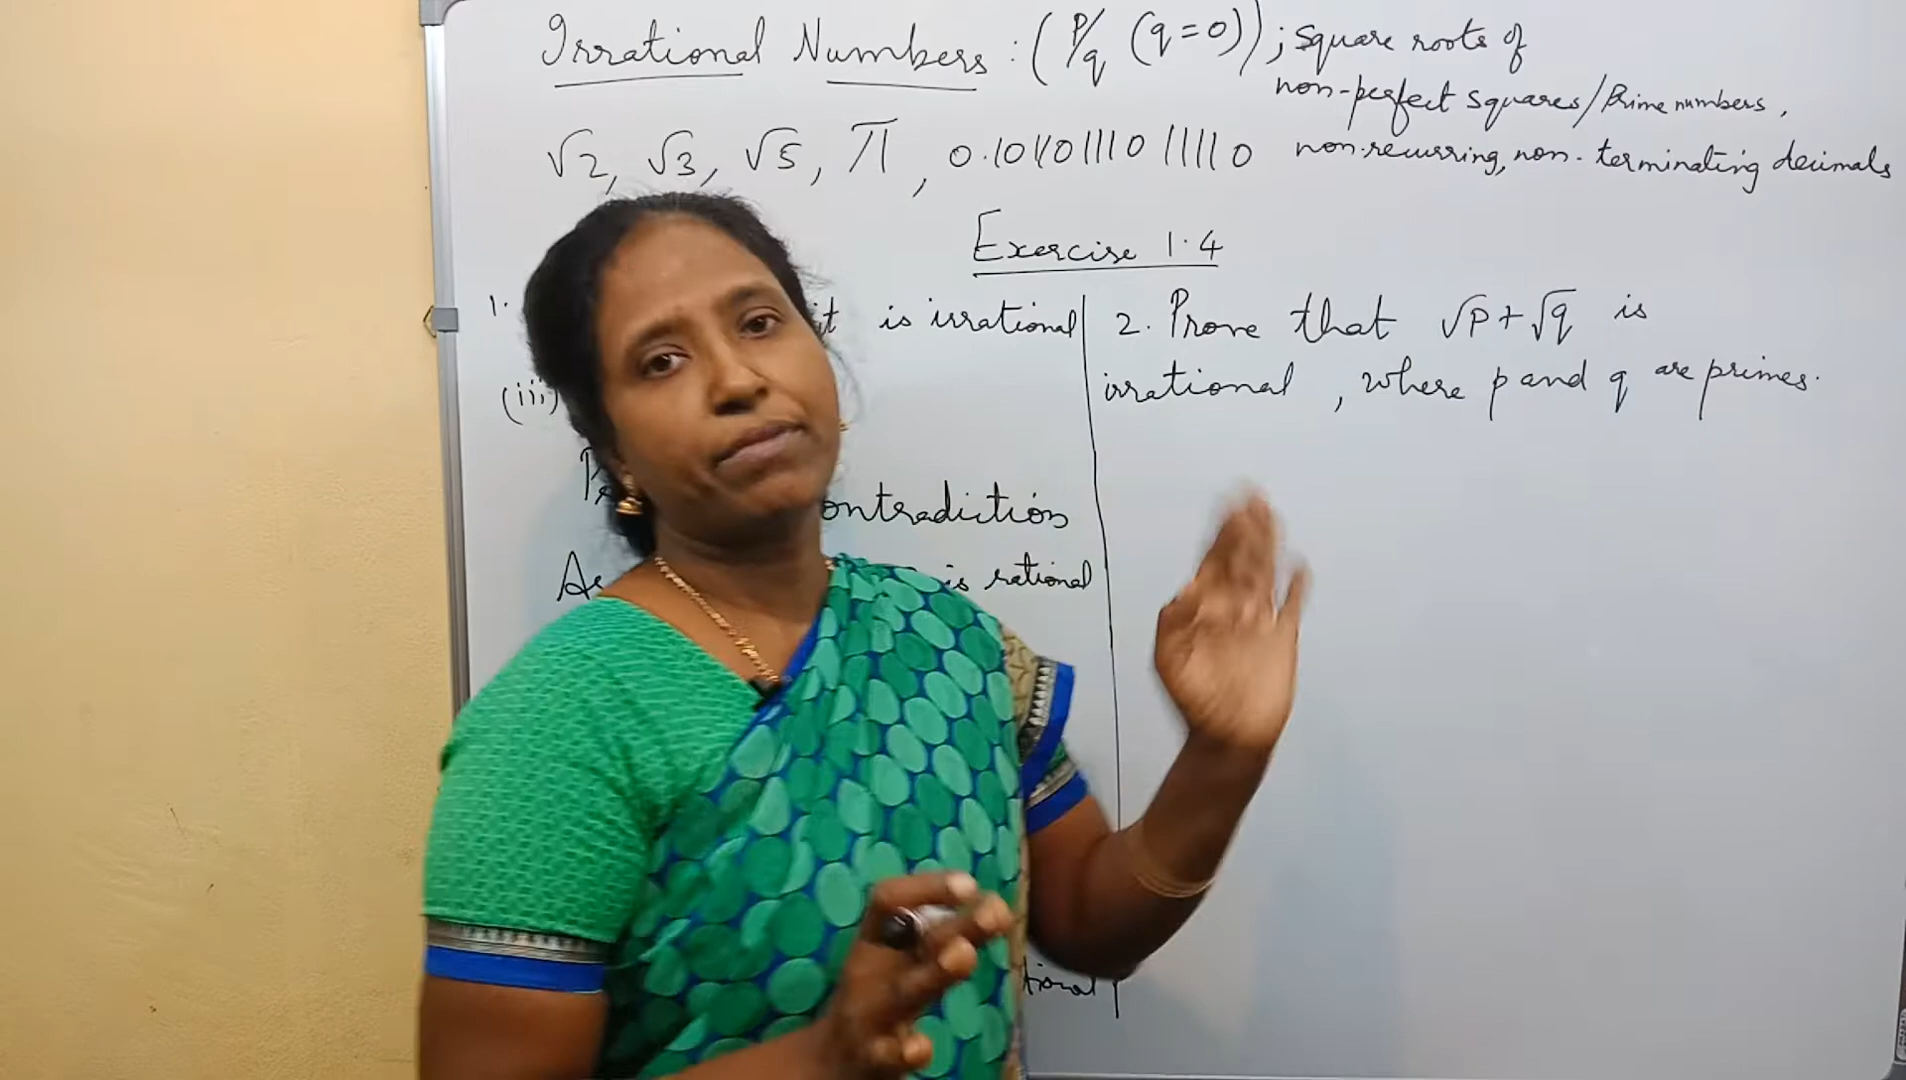 Irrational Numbers : (P/q (q=0)) ; square roots of
non-perfect squares/Prime numbers,
√2, √3, √5, π, 0.10110111011110 non-recurring, non-terminating decimals
Exercise 1.4
1. it is irrational
(iii)
contradiction
is rational
2. Prove that √p+√q is
irrational, where p and q are primes.